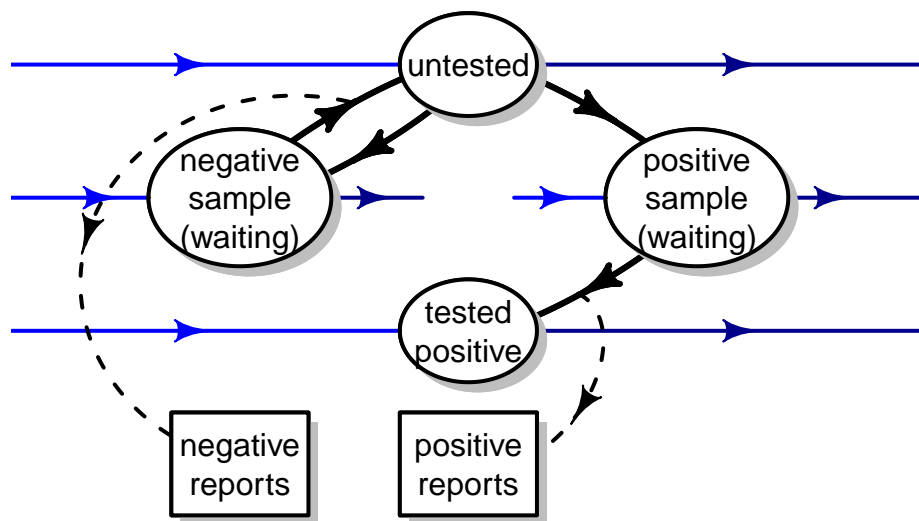 untested
negative
sample
(waiting)
positive
sample
(waiting)
tested
positive
negative
reports
positive
reports